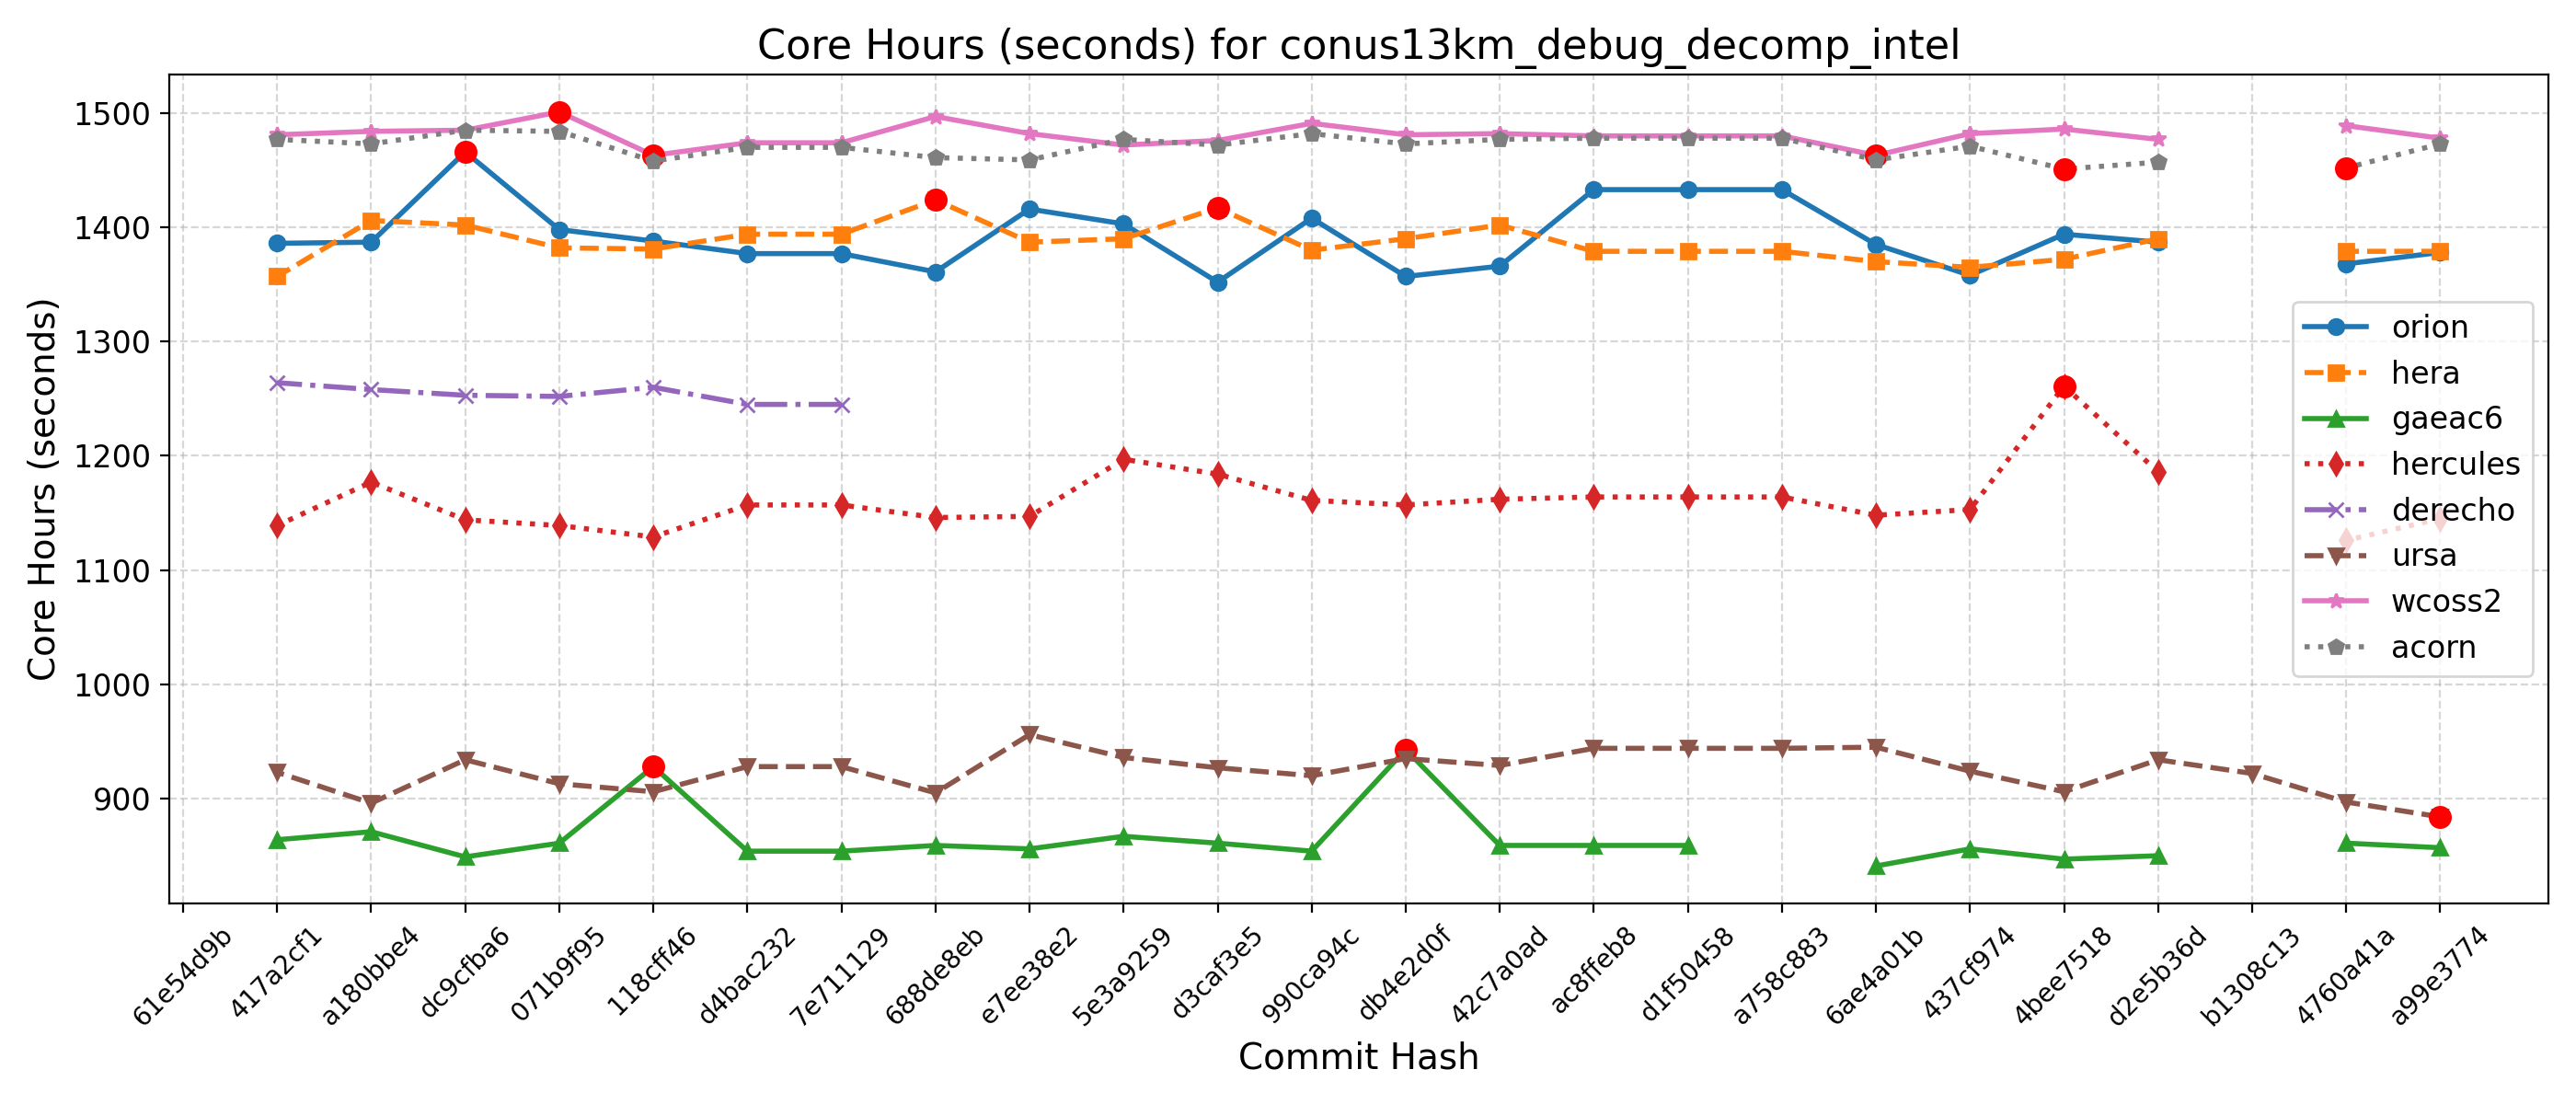 Core Hours (seconds) for conus13km_debug_decomp_intel
Core Hours (seconds)
1500
1400
1300
1200
1100
1000
900
orion
hera
gaeac6
hercules
derecho
ursa
wcoss2
acorn
61e54d9b
417a2cf1
a180bbe4
dc9cfba6
071b9f95
118cff46
d4bac232
7e711129
688de8eb
e7ee38e2
5e3a9259
d3caf3e5
990ca94c
db4e2d0f
42c7a0ad
ac8ffeb8
d1f50458
a758c883
6ae4a01b
437cf974
4bee7518
d2e5b36d
b1308c13
4760a41a
a99e3774
Commit Hash